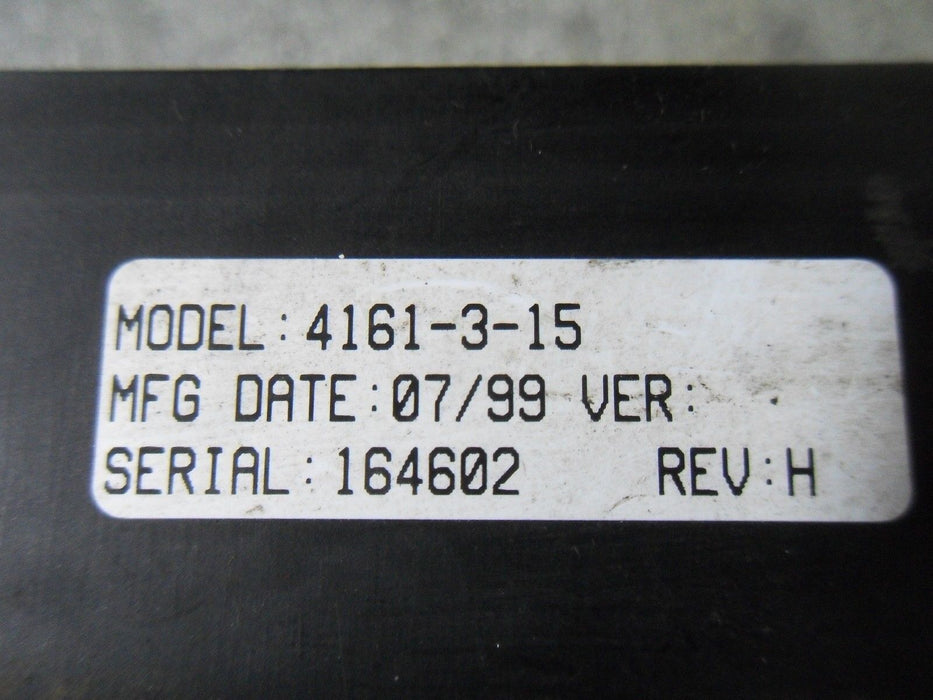 MODEL:4161-3-15
MFG DATE:07/99 VER:
SERIAL:164602 REV:H